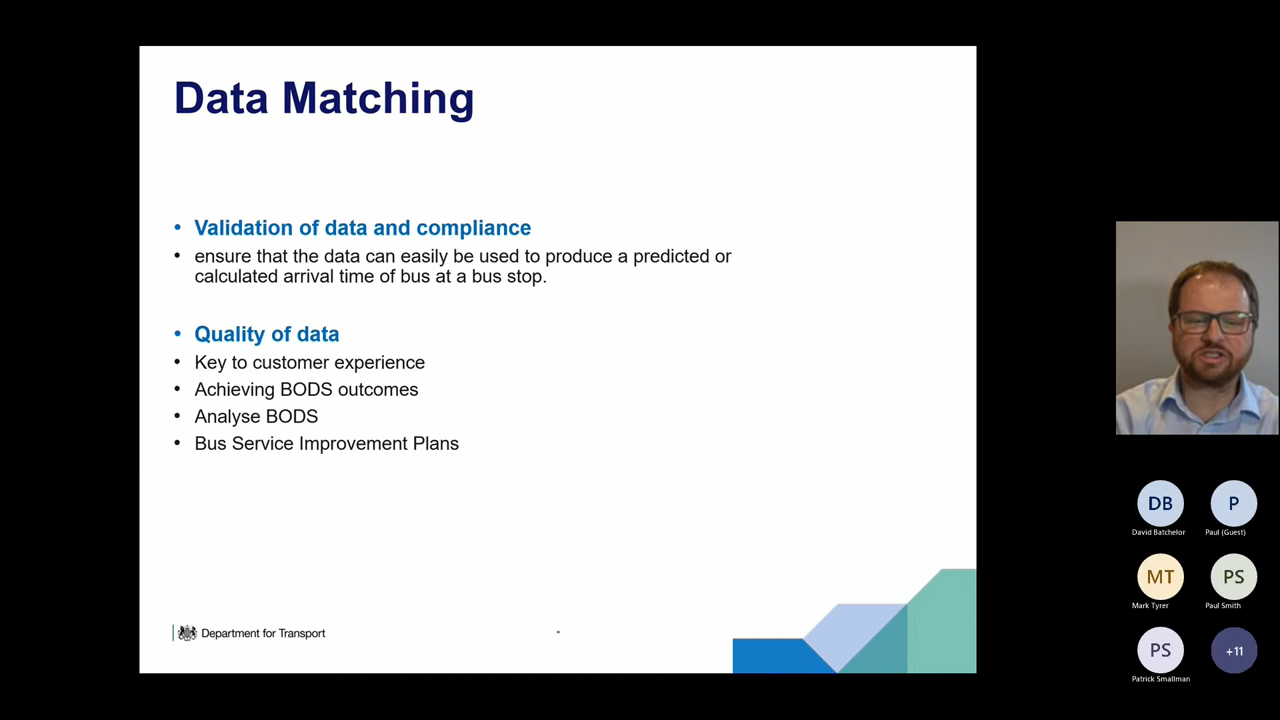 Data Matching
• Validation of data and compliance
• ensure that the data can easily be used to produce a predicted or
calculated arrival time of bus at a bus stop.
• Quality of data
• Key to customer experience
• Achieving BODS outcomes
• Analyse BODS
• Bus Service Improvement Plans
Department for Transport
DB
David Batchelor
P
Paul (Guest)
MT
Mark Tyrer
PS
Paul Smith
PS
Patrick Smallman
+11